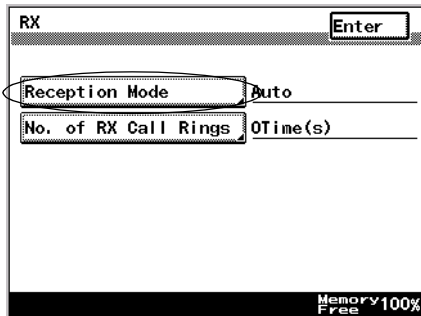 RX
Enter
Reception Mode Auto
No. of RX Call Rings 0Time(s)
Memory
Free 100%